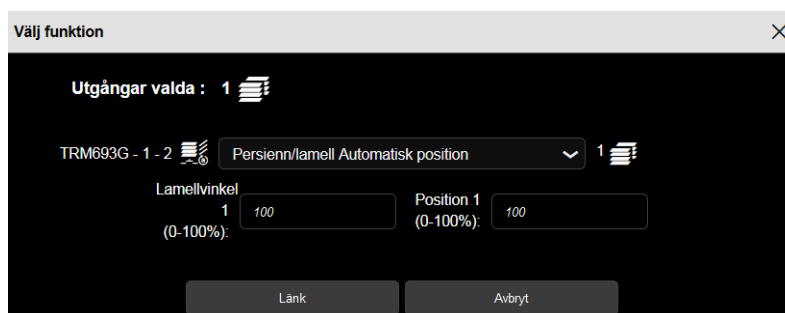 Välj funktion
Utgångar valda : 1
TRM693G - 1 - 2 Persienn/lamell Automatisk position 1
Lamellvinkel
1
(0-100%):
100
Position 1
(0-100%):
100
Länk Avbryt